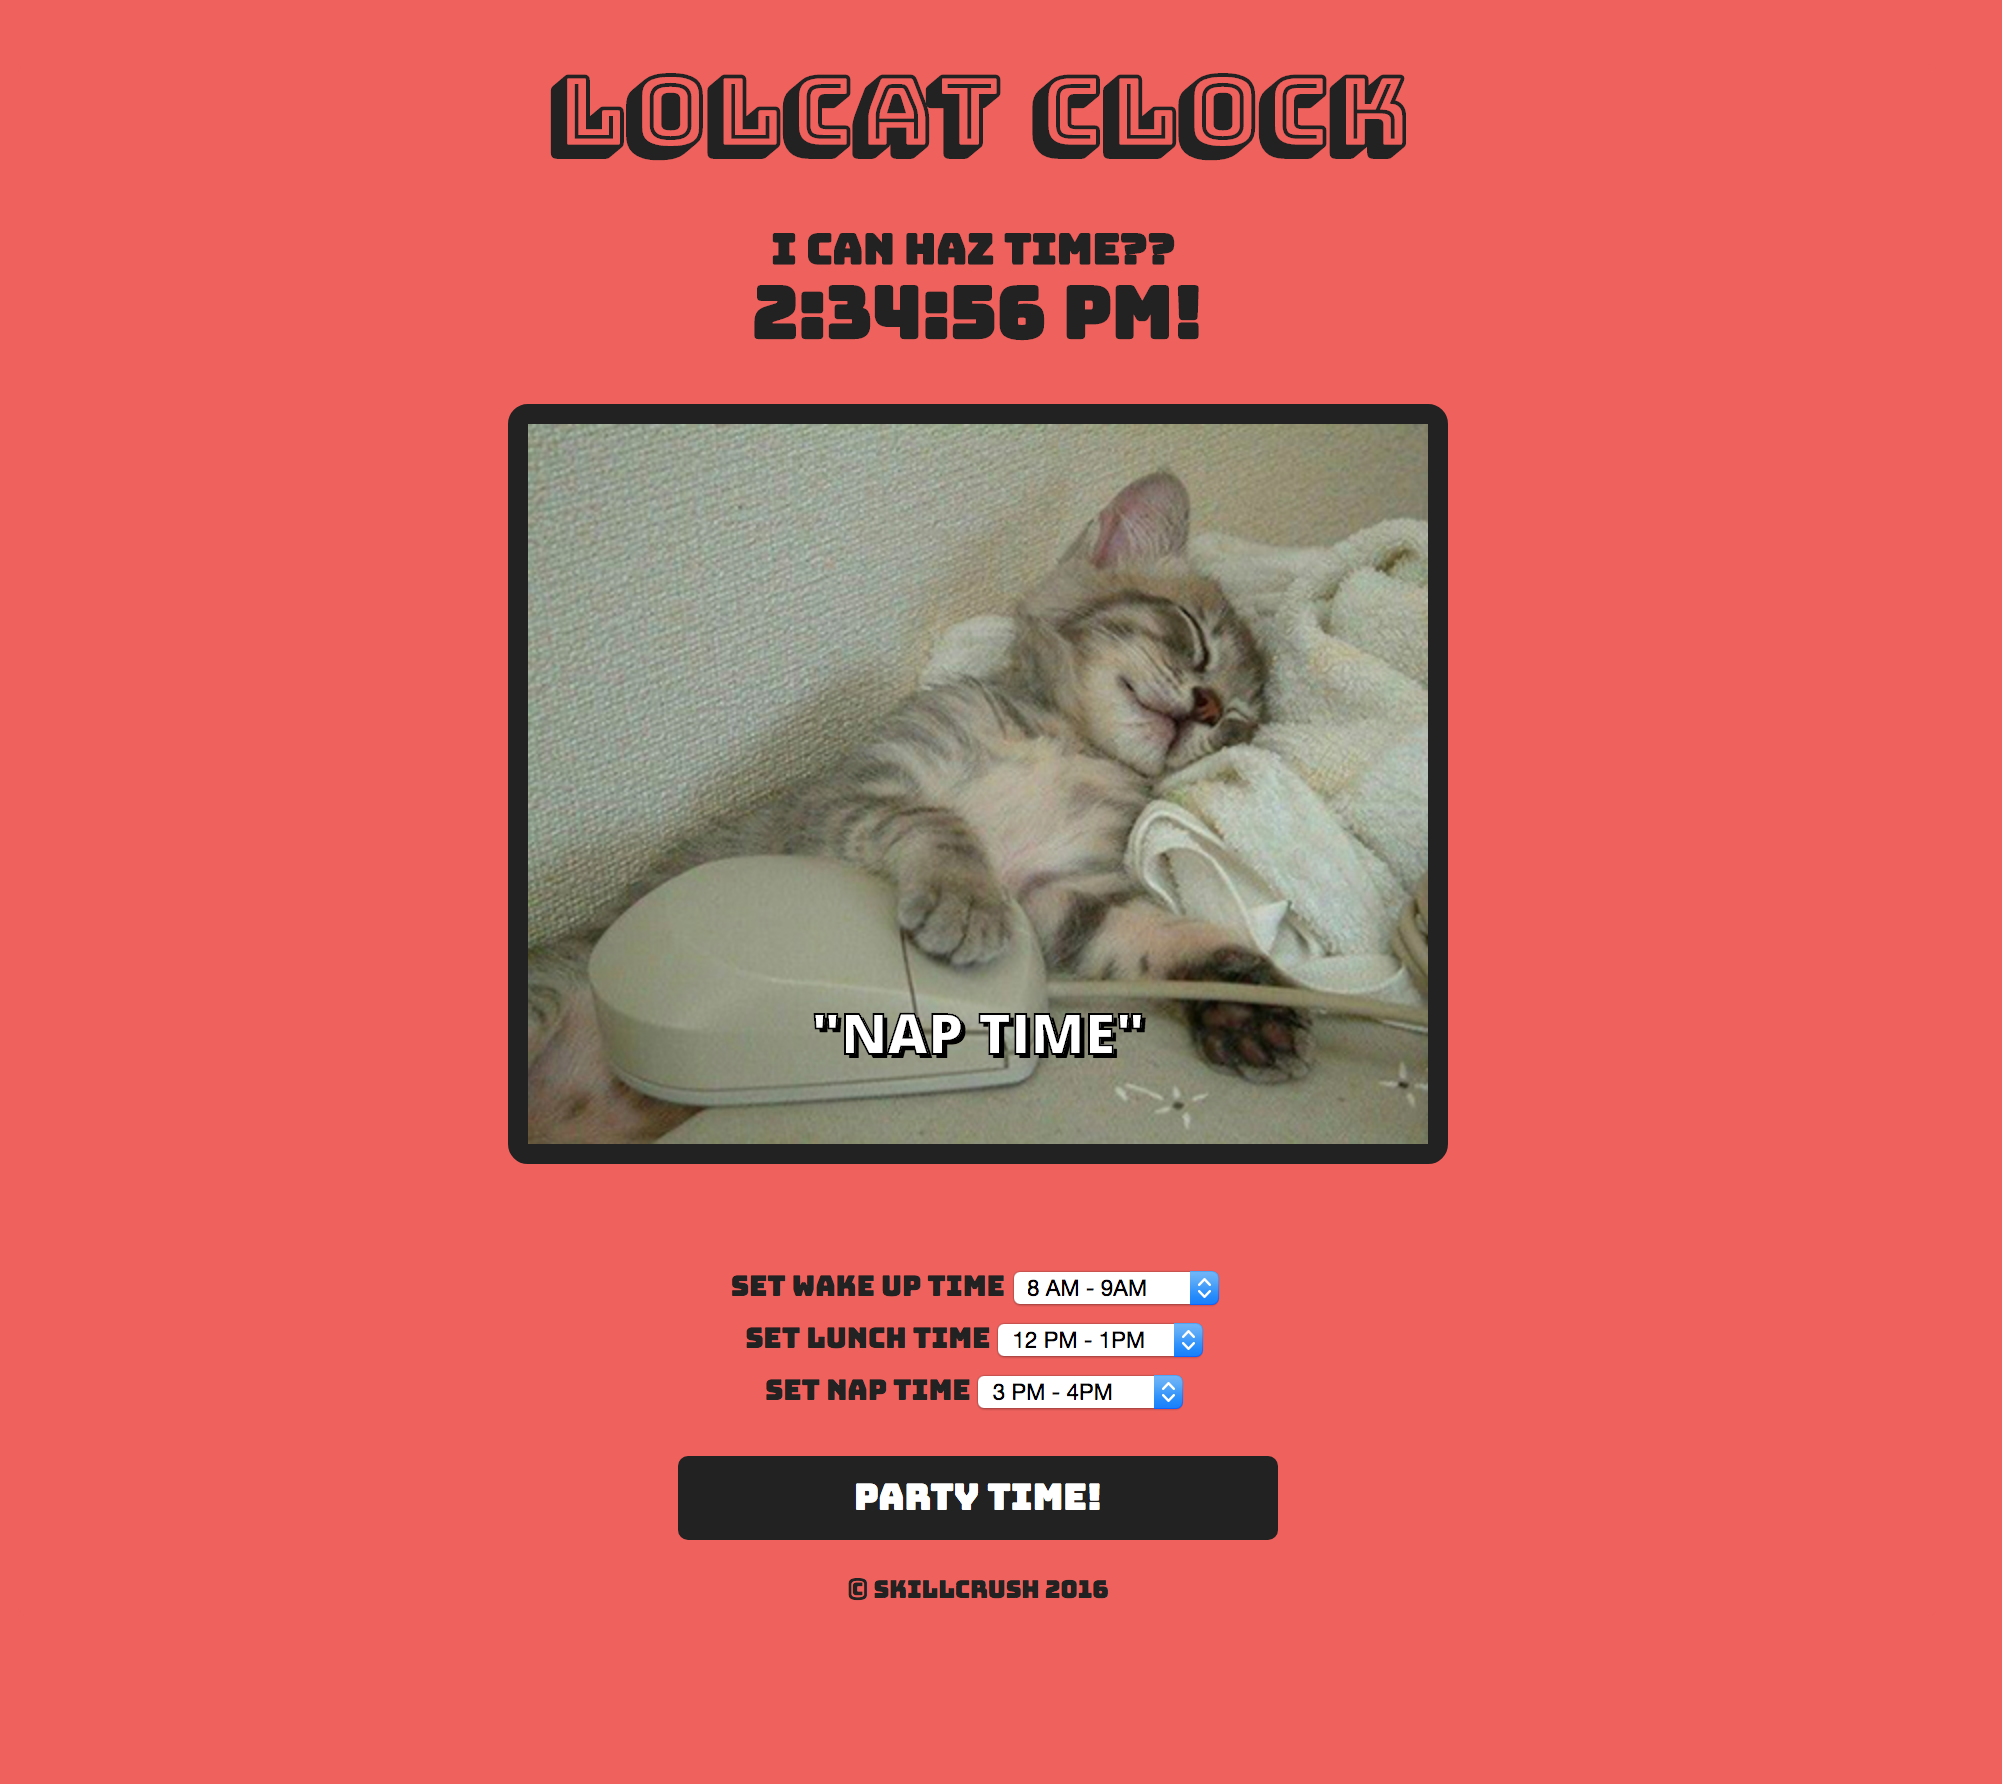 LOLCAT CLOCK
I CAN HAZ TIME??
2:34:56 PM!
"NAP TIME"
SET WAKE UP TIME 8 AM - 9AM
SET LUNCH TIME 12 PM - 1PM
SET NAP TIME 3 PM - 4PM
PARTY TIME!
© SKILLCRUSH 2016